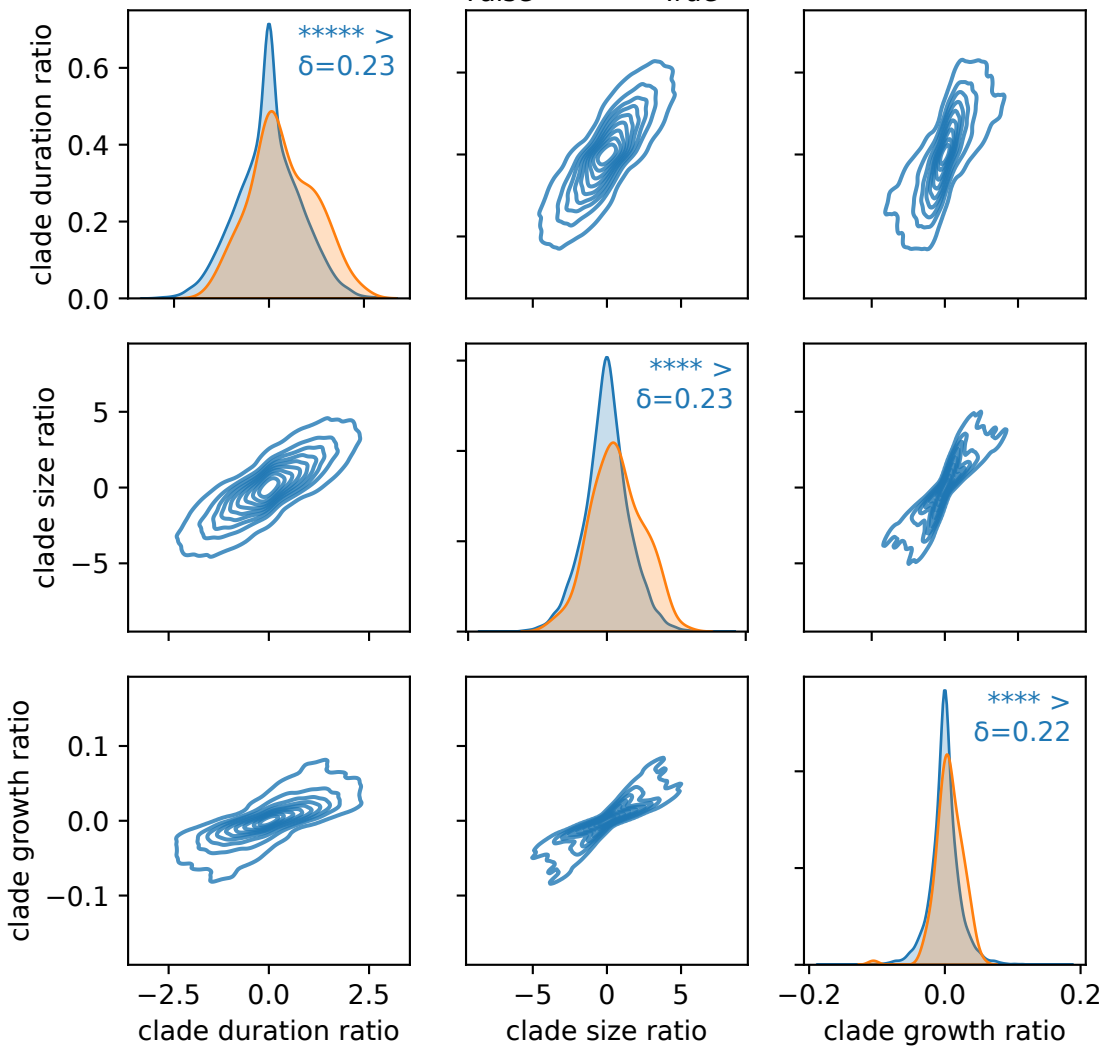 ***** >
δ=0.23
clade duration ratio
0.6
0.4
0.2
0.0
**** >
δ=0.23
clade size ratio
5
0
−5
**** >
δ=0.22
clade growth ratio
0.1
0.0
−0.1
−2.5 0.0 2.5
−5 0 5
−0.2 0.0 0.2
clade duration ratio
clade size ratio
clade growth ratio